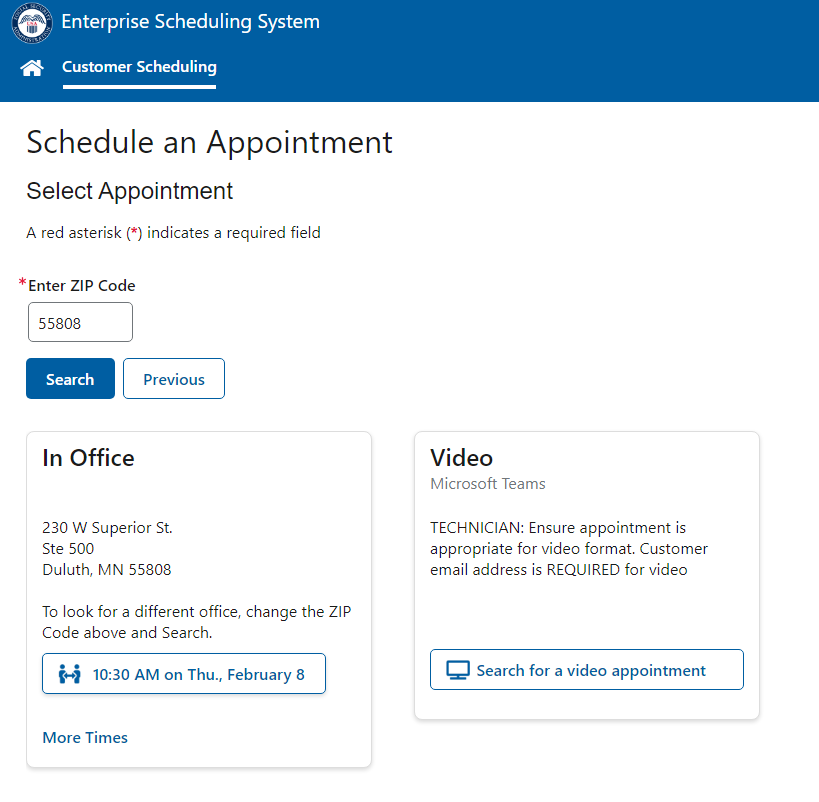 Enterprise Scheduling System
Customer Scheduling
Schedule an Appointment
Select Appointment
A red asterisk (*) indicates a required field
*Enter ZIP Code
55808
Search
Previous
In Office
230 W Superior St.
Ste 500
Duluth, MN 55808
To look for a different office, change the ZIP
Code above and Search.
10:30 AM on Thu., February 8
More Times
Video
Microsoft Teams
TECHNICIAN: Ensure appointment is
appropriate for video format. Customer
email address is REQUIRED for video
Search for a video appointment